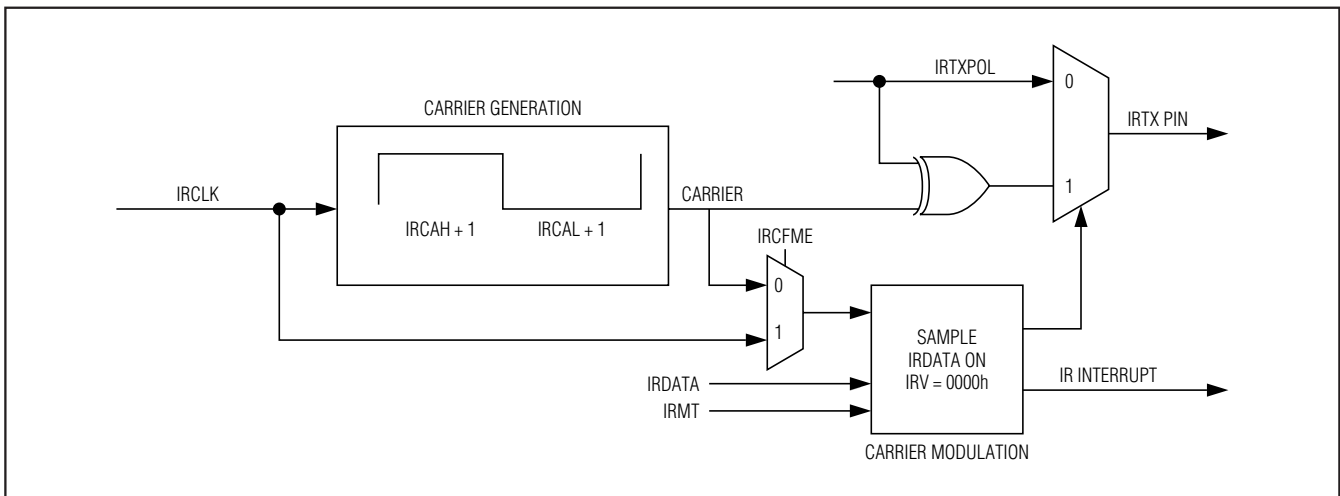 IRTXPOL
0
CARRIER GENERATION
IRTX PIN
IRCLK
CARRIER
1
IRCAH + 1
IRCAL + 1
IRCFME
0
1
SAMPLE
IRDATA ON
IRV = 0000h
IRDATA
IR INTERRUPT
IRMT
CARRIER MODULATION